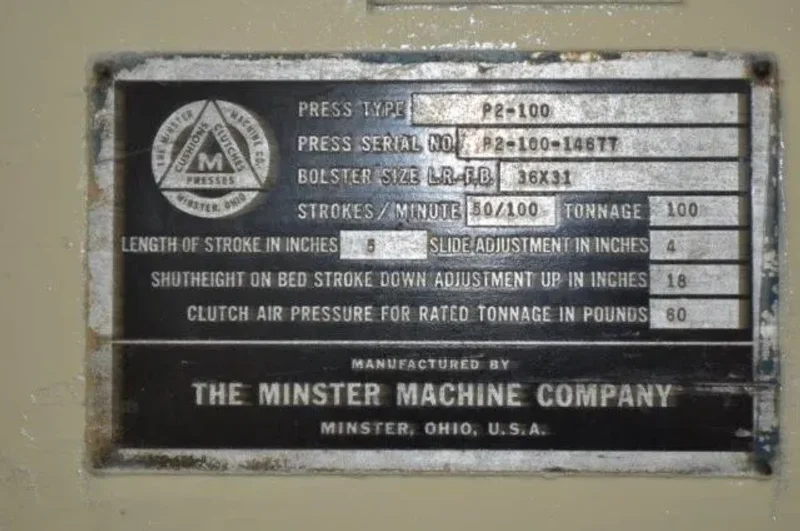 THE MINSTER MACHINE CO.
CUSHIONS CLUTCHES
M
PRESSES
MINSTER, OHIO
PRESS TYPE P2-100
PRESS SERIAL NO. P2-100-14677
BOLSTER SIZE L.R.-F.B. 36X31
STROKES/MINUTE 50/100 TONNAGE 100
LENGTH OF STROKE IN INCHES 5 SLIDE ADJUSTMENT IN INCHES 4
SHUTHEIGHT ON BED STROKE DOWN ADJUSTMENT UP IN INCHES 18
CLUTCH AIR PRESSURE FOR RATED TONNAGE IN POUNDS 60
MANUFACTURED BY
THE MINSTER MACHINE COMPANY
MINSTER, OHIO, U.S.A.